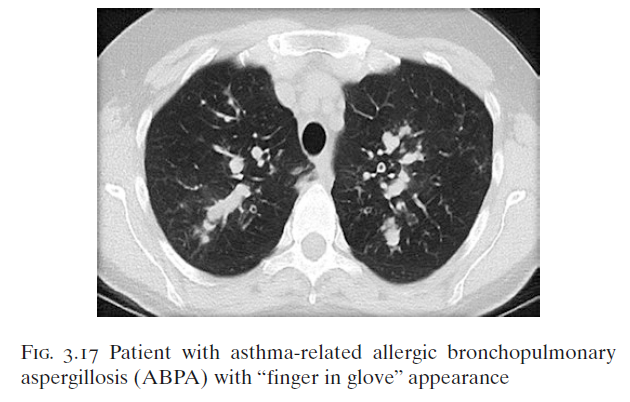 FIG. 3.17 Patient with asthma-related allergic bronchopulmonary
aspergillosis (ABPA) with “finger in glove” appearance